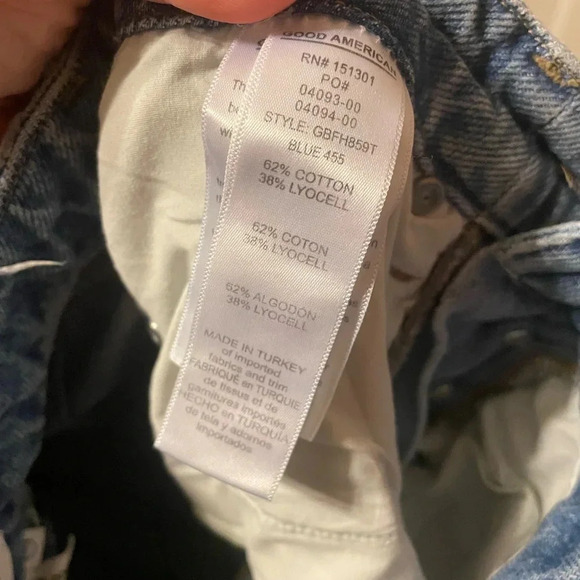 GOOD AMERICAN
RN# 151301
PO#
04093-00
04094-00
STYLE: GBFH859T
BLUE 455
62% COTTON
38% LYOCELL
62% COTON
38% LYOCELL
62% ALGODON
38% LYOCELL
MADE IN TURKEY
of imported
fabrics and trim
FABRIQUÉ en TURQUIE
de tissus et de
garnitures importés
HECHO en TURQUÍA
de tela y adornos
importados